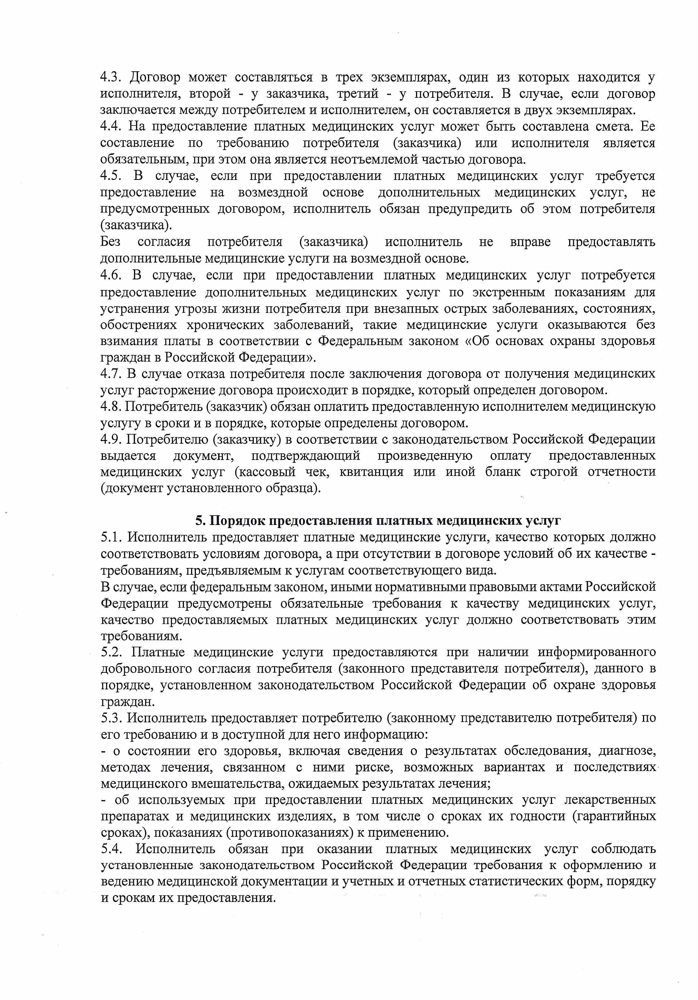 4.3. Договор может составляться в трех экземплярах, один из которых находится у
исполнителя, второй - у заказчика, третий - у потребителя. В случае, если договор
заключается между потребителем и исполнителем, он составляется в двух экземплярах.
4.4. На предоставление платных медицинских услуг может быть составлена смета. Ее
составление по требованию потребителя (заказчика) или исполнителя является
обязательным, при этом она является неотъемлемой частью договора.
4.5. В случае, если при предоставлении платных медицинских услуг требуется
предоставление на возмездной основе дополнительных медицинских услуг, не
предусмотренных договором, исполнитель обязан предупредить об этом потребителя
(заказчика).
Без согласия потребителя (заказчика) исполнитель не вправе предоставлять
дополнительные медицинские услуги на возмездной основе.
4.6. В случае, если при предоставлении платных медицинских услуг потребуется
предоставление дополнительных медицинских услуг по экстренным показаниям для
устранения угрозы жизни потребителя при внезапных острых заболеваниях, состояниях,
обострениях хронических заболеваний, такие медицинские услуги оказываются без
взимания платы в соответствии с Федеральным законом «Об основах охраны здоровья
граждан в Российской Федерации».
4.7. В случае отказа потребителя после заключения договора от получения медицинских
услуг расторжение договора происходит в порядке, который определен договором.
4.8. Потребитель (заказчик) обязан оплатить предоставленную исполнителем медицинскую
услугу в сроки и в порядке, которые определены договором.
4.9. Потребителю (заказчику) в соответствии с законодательством Российской Федерации
выдается документ, подтверждающий произведенную оплату предоставленных
медицинских услуг (кассовый чек, квитанция или иной бланк строгой отчетности
(документ установленного образца).
5. Порядок предоставления платных медицинских услуг
5.1. Исполнитель предоставляет платные медицинские услуги, качество которых должно
соответствовать условиям договора, а при отсутствии в договоре условий об их качестве -
требованиям, предъявляемым к услугам соответствующего вида.
В случае, если федеральным законом, иными нормативными правовыми актами Российской
Федерации предусмотрены обязательные требования к качеству медицинских услуг,
качество предоставляемых платных медицинских услуг должно соответствовать этим
требованиям.
5.2. Платные медицинские услуги предоставляются при наличии информированного
добровольного согласия потребителя (законного представителя потребителя), данного в
порядке, установленном законодательством Российской Федерации об охране здоровья
граждан.
5.3. Исполнитель предоставляет потребителю (законному представителю потребителя) по
его требованию и в доступной для него информацию:
- о состоянии его здоровья, включая сведения о результатах обследования, диагнозе,
методах лечения, связанном с ними риске, возможных вариантах и последствиях
медицинского вмешательства, ожидаемых результатах лечения;
- об используемых при предоставлении платных медицинских услуг лекарственных
препаратах и медицинских изделиях, в том числе о сроках их годности (гарантийных
сроках), показаниях (противопоказаниях) к применению.
5.4. Исполнитель обязан при оказании платных медицинских услуг соблюдать
установленные законодательством Российской Федерации требования к оформлению и
ведению медицинской документации и учетных и отчетных статистических форм, порядку
и срокам их предоставления.